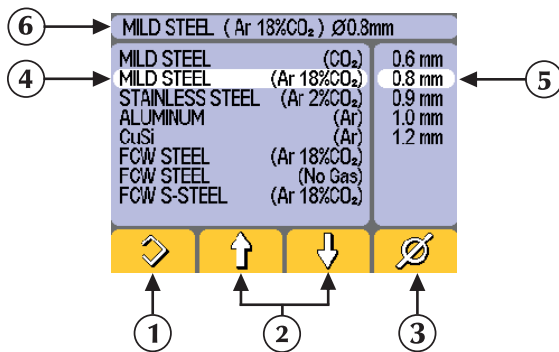 6 MILD STEEL ( Ar 18%CO₂ ) Ø0.8mm
MILD STEEL (CO₂) 0.6 mm
4 MILD STEEL (Ar 18%CO₂) 0.8 mm 5
STAINLESS STEEL (Ar 2%CO₂) 0.9 mm
ALUMINUM (Ar) 1.0 mm
CuSi (Ar) 1.2 mm
FCW STEEL (Ar 18%CO₂)
FCW STEEL (No Gas)
FCW S-STEEL (Ar 18%CO₂)
Ø
1 2 3